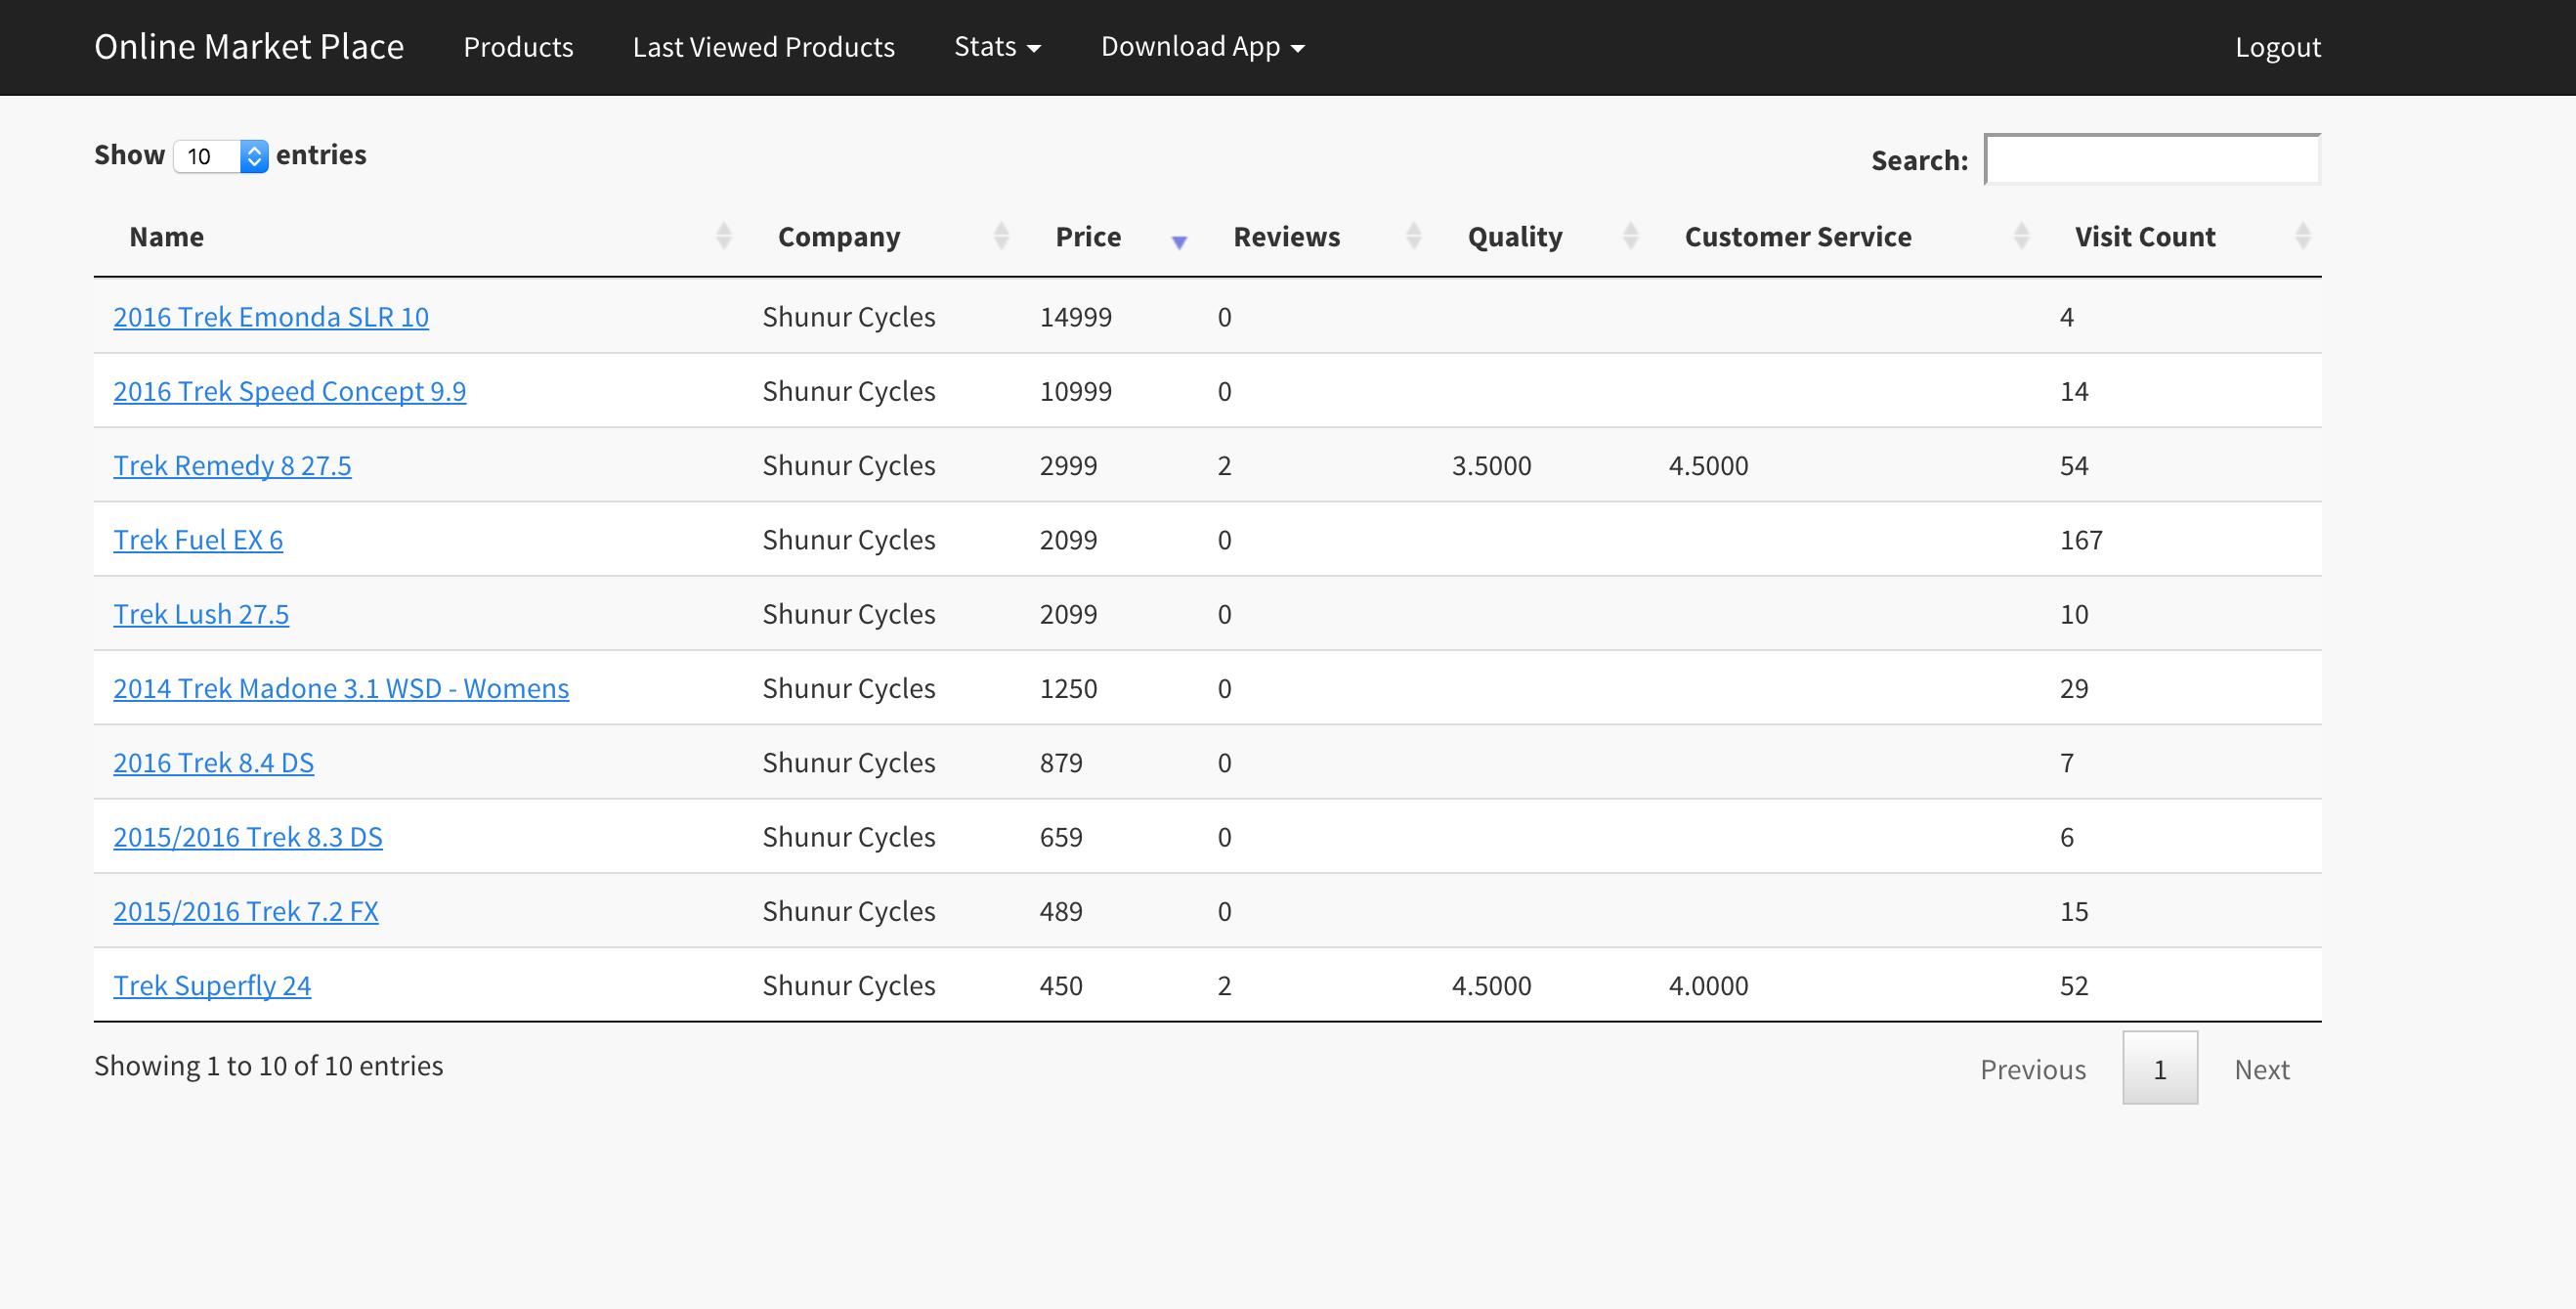 Online Market Place Products Last Viewed Products Stats Download App Logout
Show 10 entries Search:
Name Company Price Reviews Quality Customer Service Visit Count
2016 Trek Emonda SLR 10 Shunur Cycles 14999 0 4
2016 Trek Speed Concept 9.9 Shunur Cycles 10999 0 14
Trek Remedy 8 27.5 Shunur Cycles 2999 2 3.5000 4.5000 54
Trek Fuel EX 6 Shunur Cycles 2099 0 167
Trek Lush 27.5 Shunur Cycles 2099 0 10
2014 Trek Madone 3.1 WSD - Womens Shunur Cycles 1250 0 29
2016 Trek 8.4 DS Shunur Cycles 879 0 7
2015/2016 Trek 8.3 DS Shunur Cycles 659 0 6
2015/2016 Trek 7.2 FX Shunur Cycles 489 0 15
Trek Superfly 24 Shunur Cycles 450 2 4.5000 4.0000 52
Showing 1 to 10 of 10 entries Previous 1 Next